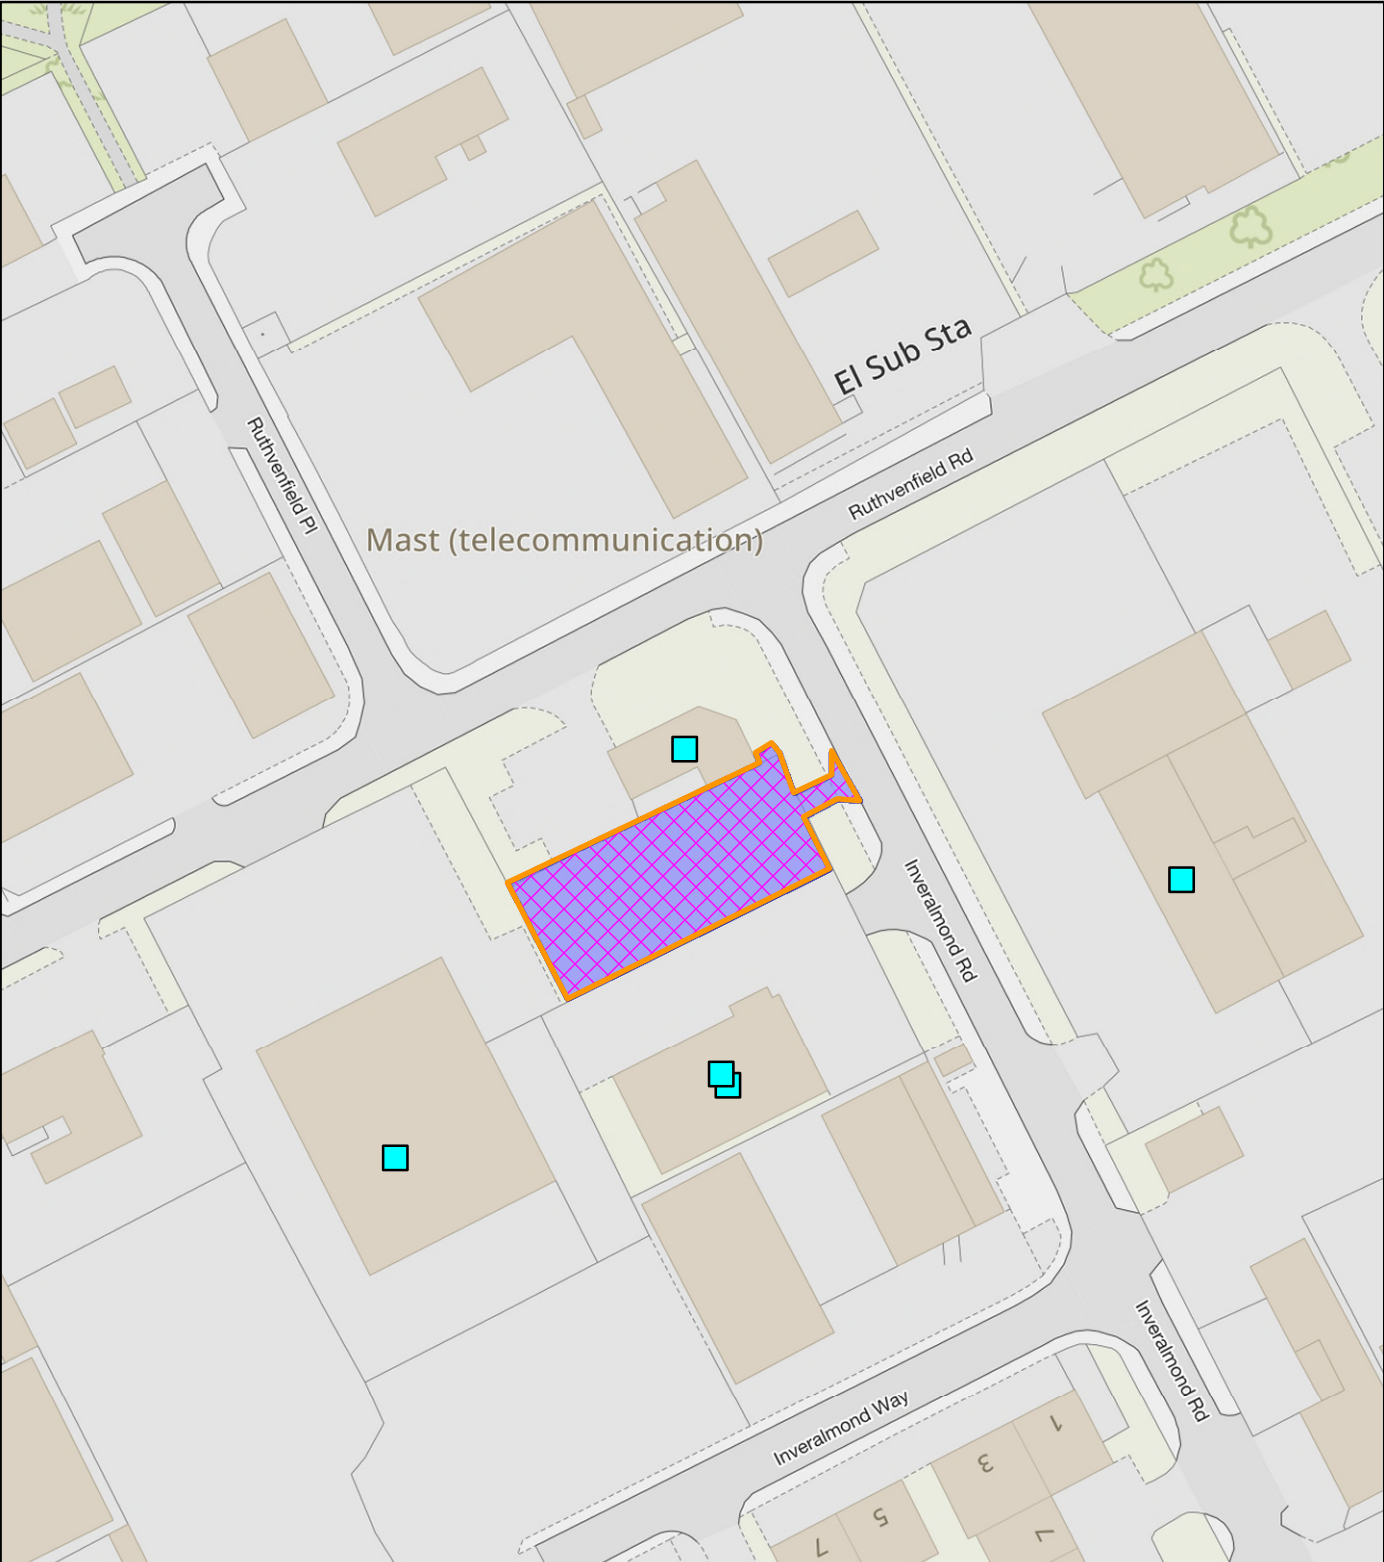 El Sub Sta
Ruthvenfield Pl
Ruthvenfield Rd
Mast (telecommunication)
Inveralmond Rd
Inveralmond Rd
Inveralmond Way
1
3
5
7
7